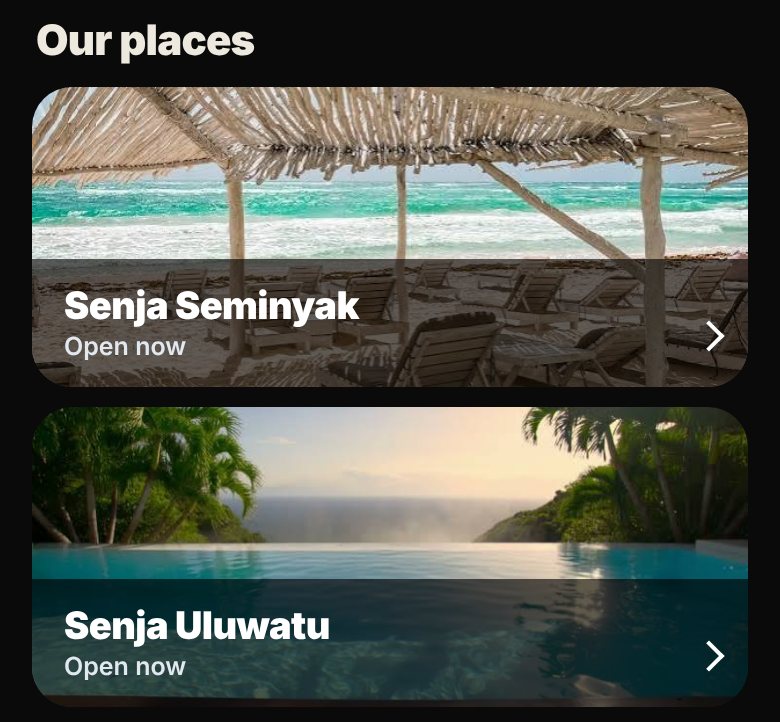 Our places
Senja Seminyak
Open now
Senja Uluwatu
Open now